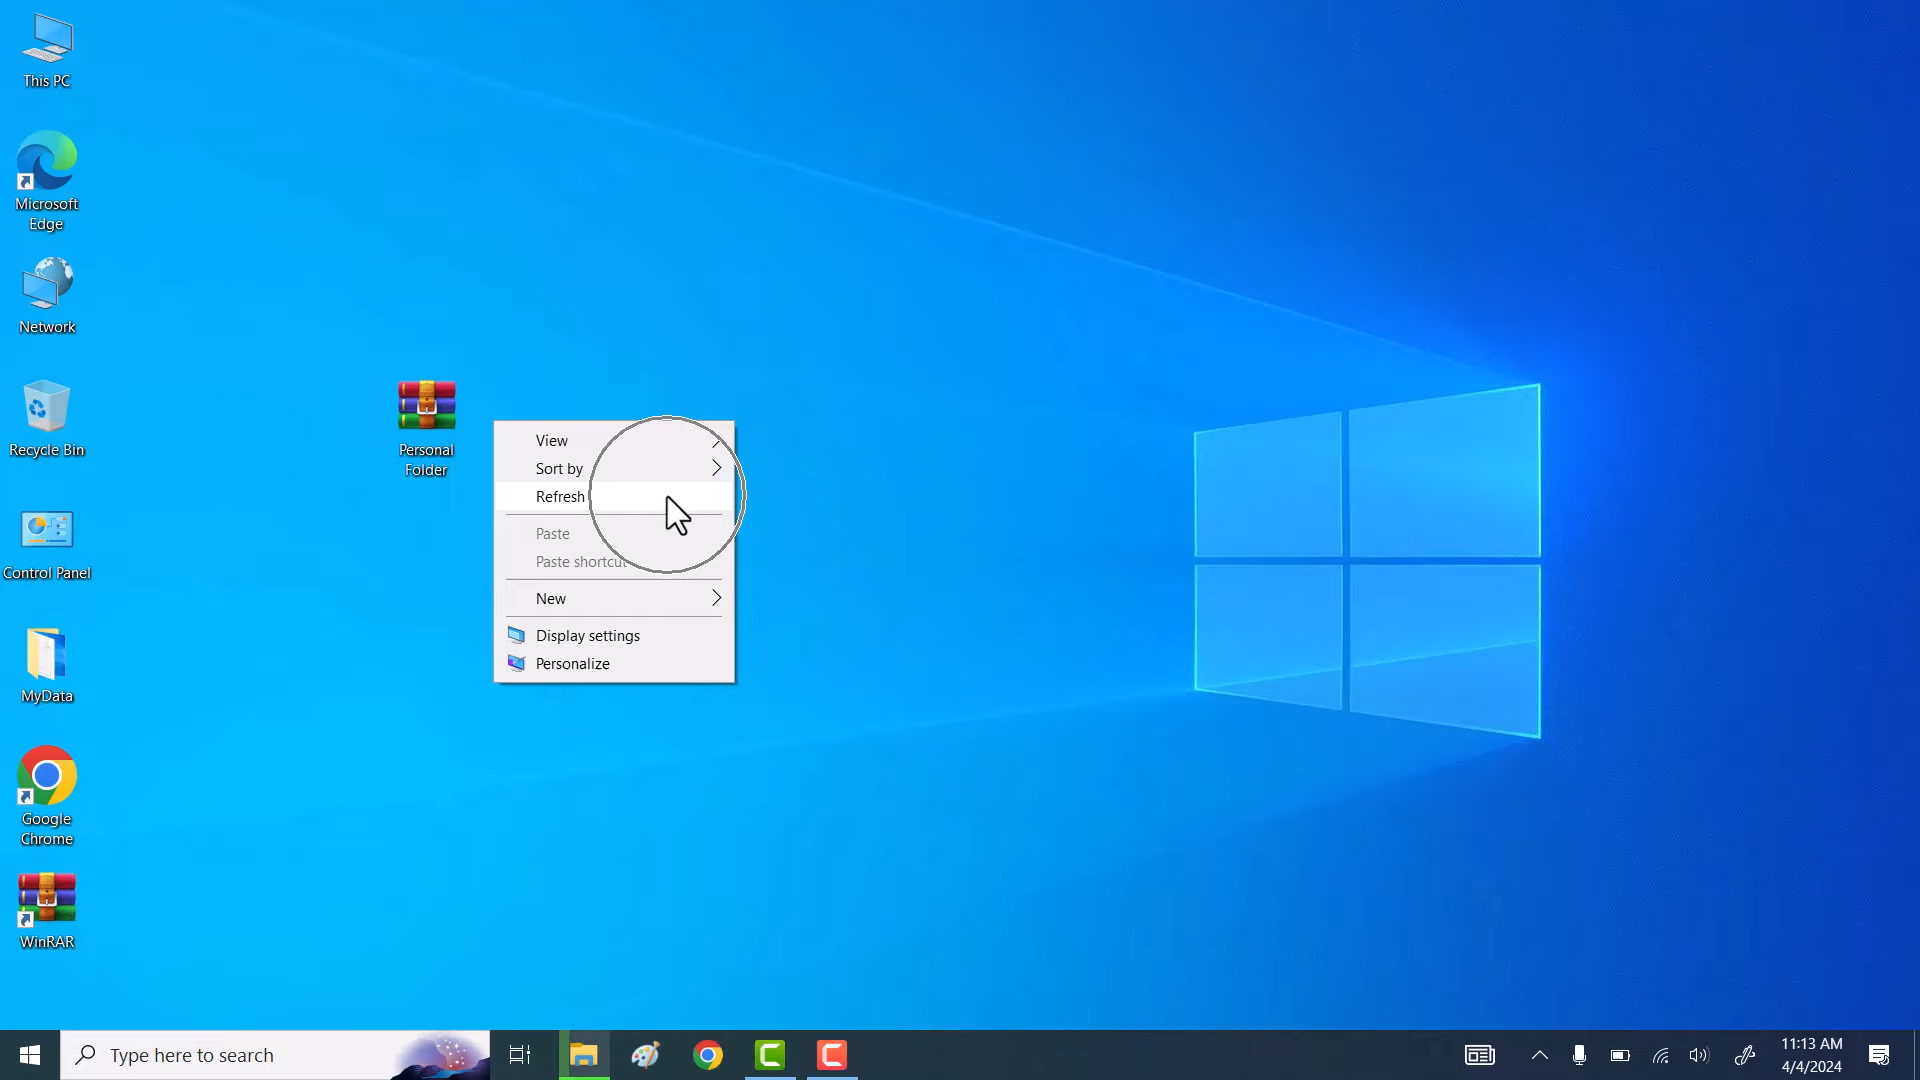 This PC
Microsoft
Edge
Network
Recycle Bin
Control Panel
MyData
Google
Chrome
WinRAR
Personal
Folder
View
Sort by
Refresh
Paste
Paste shortcut
New
Display settings
Personalize
Type here to search
11:13 AM
4/4/2024